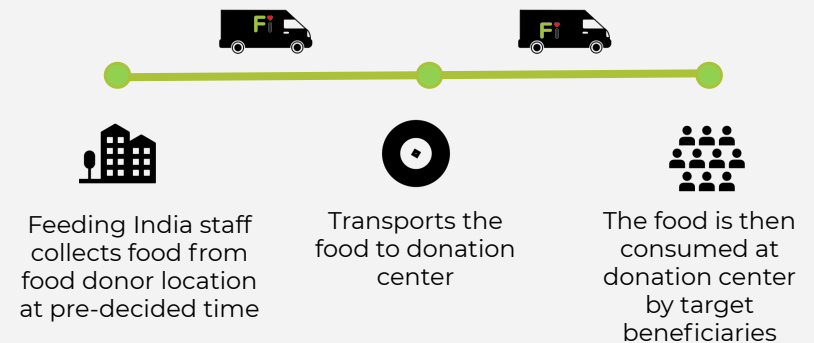 Fi
Fi
Feeding India staff
collects food from
food donor location
at pre-decided time
Transports the
food to donation
center
The food is then
consumed at
donation center
by target
beneficiaries